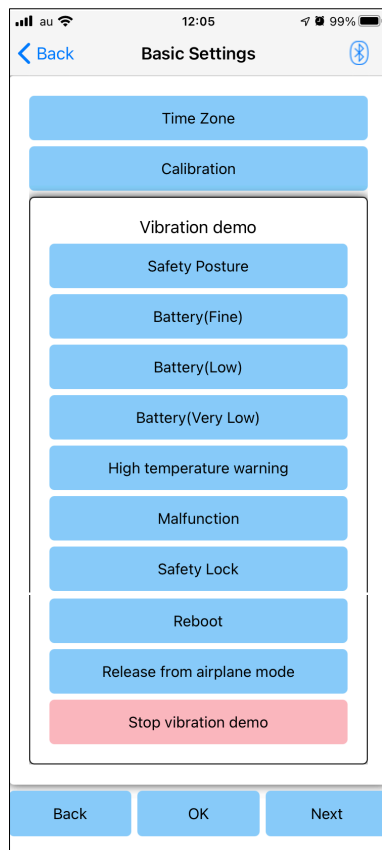 au 12:05 99%
Back Basic Settings
Time Zone
Calibration
Vibration demo
Safety Posture
Battery(Fine)
Battery(Low)
Battery(Very Low)
High temperature warning
Malfunction
Safety Lock
Reboot
Release from airplane mode
Stop vibration demo
Back OK Next